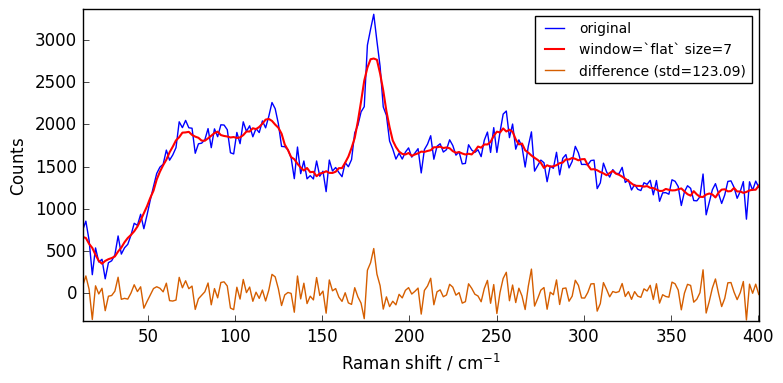 original
window=`flat` size=7
difference (std=123.09)
3000
2500
2000
1500
1000
500
0
Counts
50 100 150 200 250 300 350 400
Raman shift / cm⁻¹